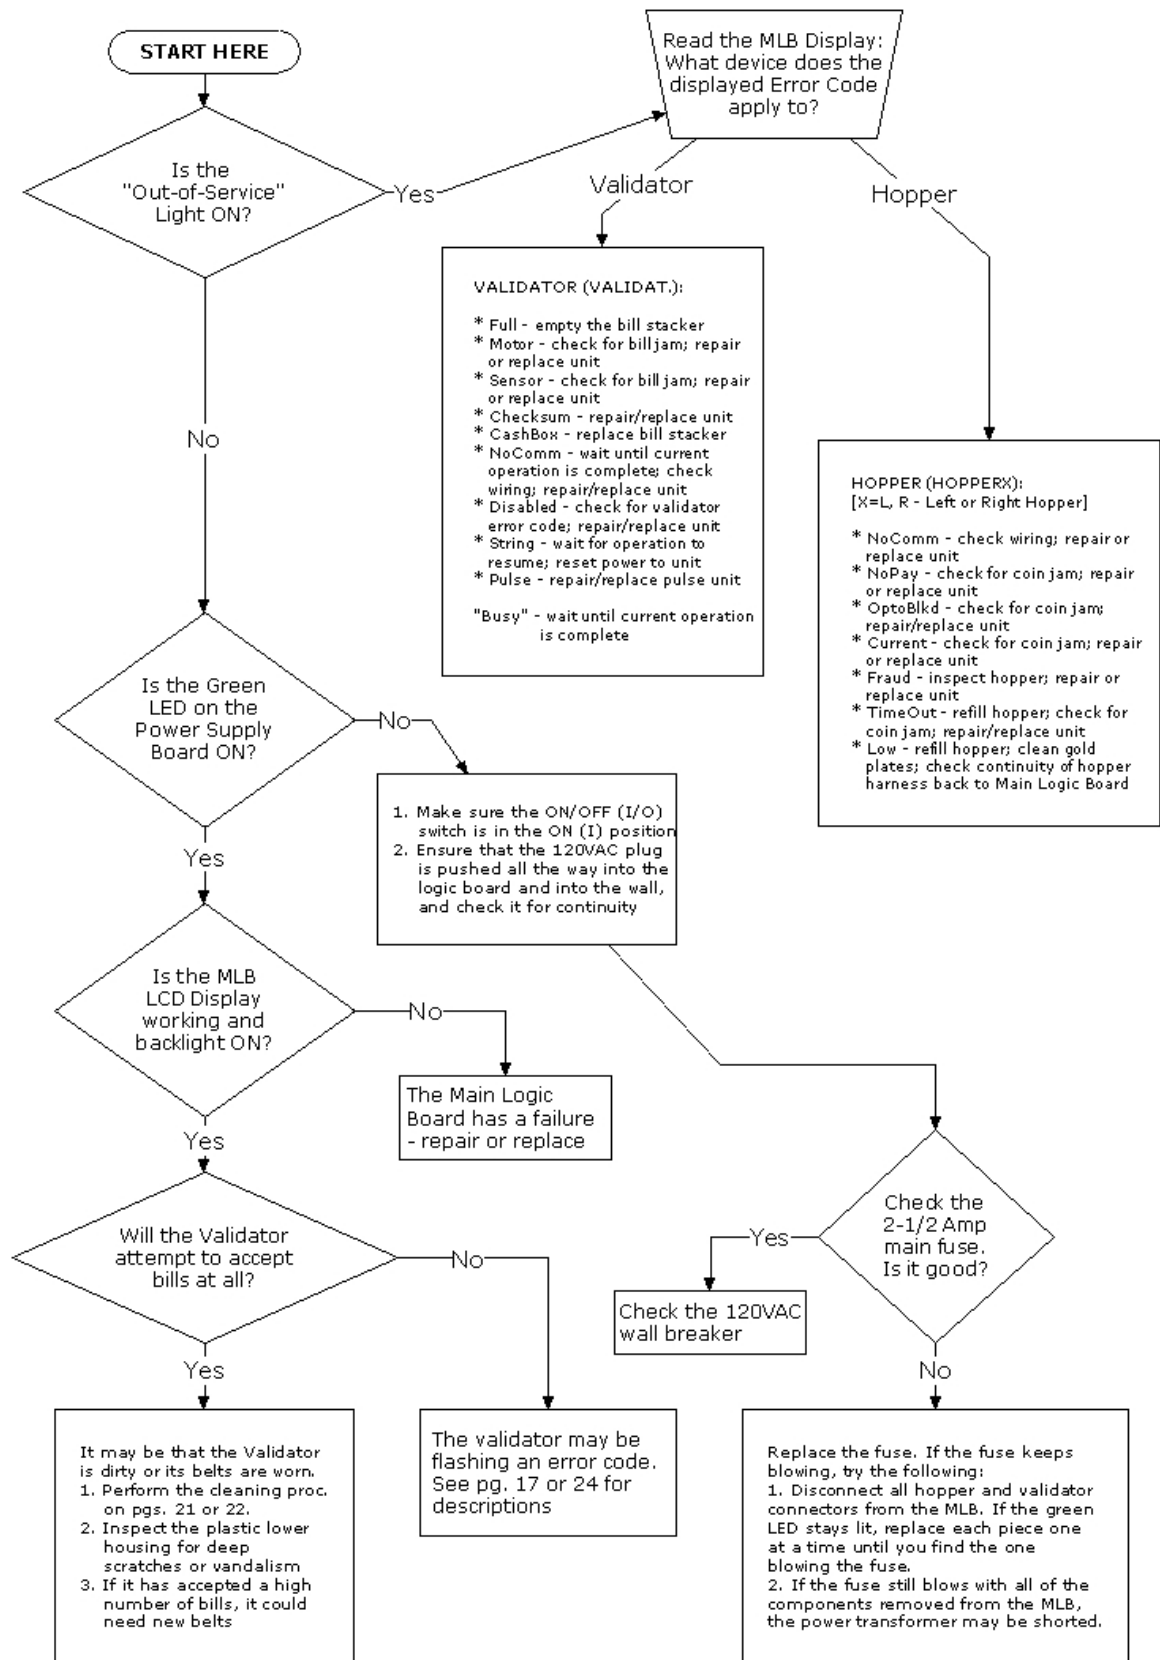 START HERE
Read the MLB Display:
What device does the
displayed Error Code
apply to?
Is the
"Out-of-Service"
Light ON?
Yes
Validator
Hopper
VALIDATOR (VALIDAT.):
* Full - empty the bill stacker
* Motor - check for bill jam; repair
or replace unit
* Sensor - check for bill jam; repair
or replace unit
* Checksum - repair/replace unit
* CashBox - replace bill stacker
* NoComm - wait until current
operation is complete; check
wiring; repair/replace unit
* Disabled - check for validator
error code; repair/replace unit
* String - wait for operation to
resume; reset power to unit
* Pulse - repair/replace pulse unit
"Busy" - wait until current operation
is complete
No
HOPPER (HOPPERX):
[X=L, R - Left or Right Hopper]
* NoComm - check wiring; repair or
replace unit
* NoPay - check for coin jam; repair
or replace unit
* OptoBlkd - check for coin jam;
repair/replace unit
* Current - check for coin jam; repair
or replace unit
* Fraud - inspect hopper; repair or
replace unit
* TimeOut - refill hopper; check for
coin jam; repair/replace unit
* Low - refill hopper; clean gold
plates; check continuity of hopper
harness back to Main Logic Board
Is the Green
LED on the
Power Supply
Board ON?
No
1. Make sure the ON/OFF (I/O)
switch is in the ON (I) position
2. Ensure that the 120VAC plug
is pushed all the way into the
logic board and into the wall,
and check it for continuity
Yes
Is the MLB
LCD Display
working and
backlight ON?
No
The Main Logic
Board has a failure
- repair or replace
Yes
Check the
2-1/2 Amp
main fuse.
Is it good?
Yes
Check the 120VAC
wall breaker
No
Will the Validator
attempt to accept
bills at all?
No
Yes
It may be that the Validator
is dirty or its belts are worn.
1. Perform the cleaning proc.
on pgs. 21 or 22.
2. Inspect the plastic lower
housing for deep
scratches or vandalism
3. If it has accepted a high
number of bills, it could
need new belts
The validator may be
flashing an error code.
See pg. 17 or 24 for
descriptions
Replace the fuse. If the fuse keeps
blowing, try the following:
1. Disconnect all hopper and validator
connectors from the MLB. If the green
LED stays lit, replace each piece one
at a time until you find the one
blowing the fuse.
2. If the fuse still blows with all of the
components removed from the MLB,
the power transformer may be shorted.